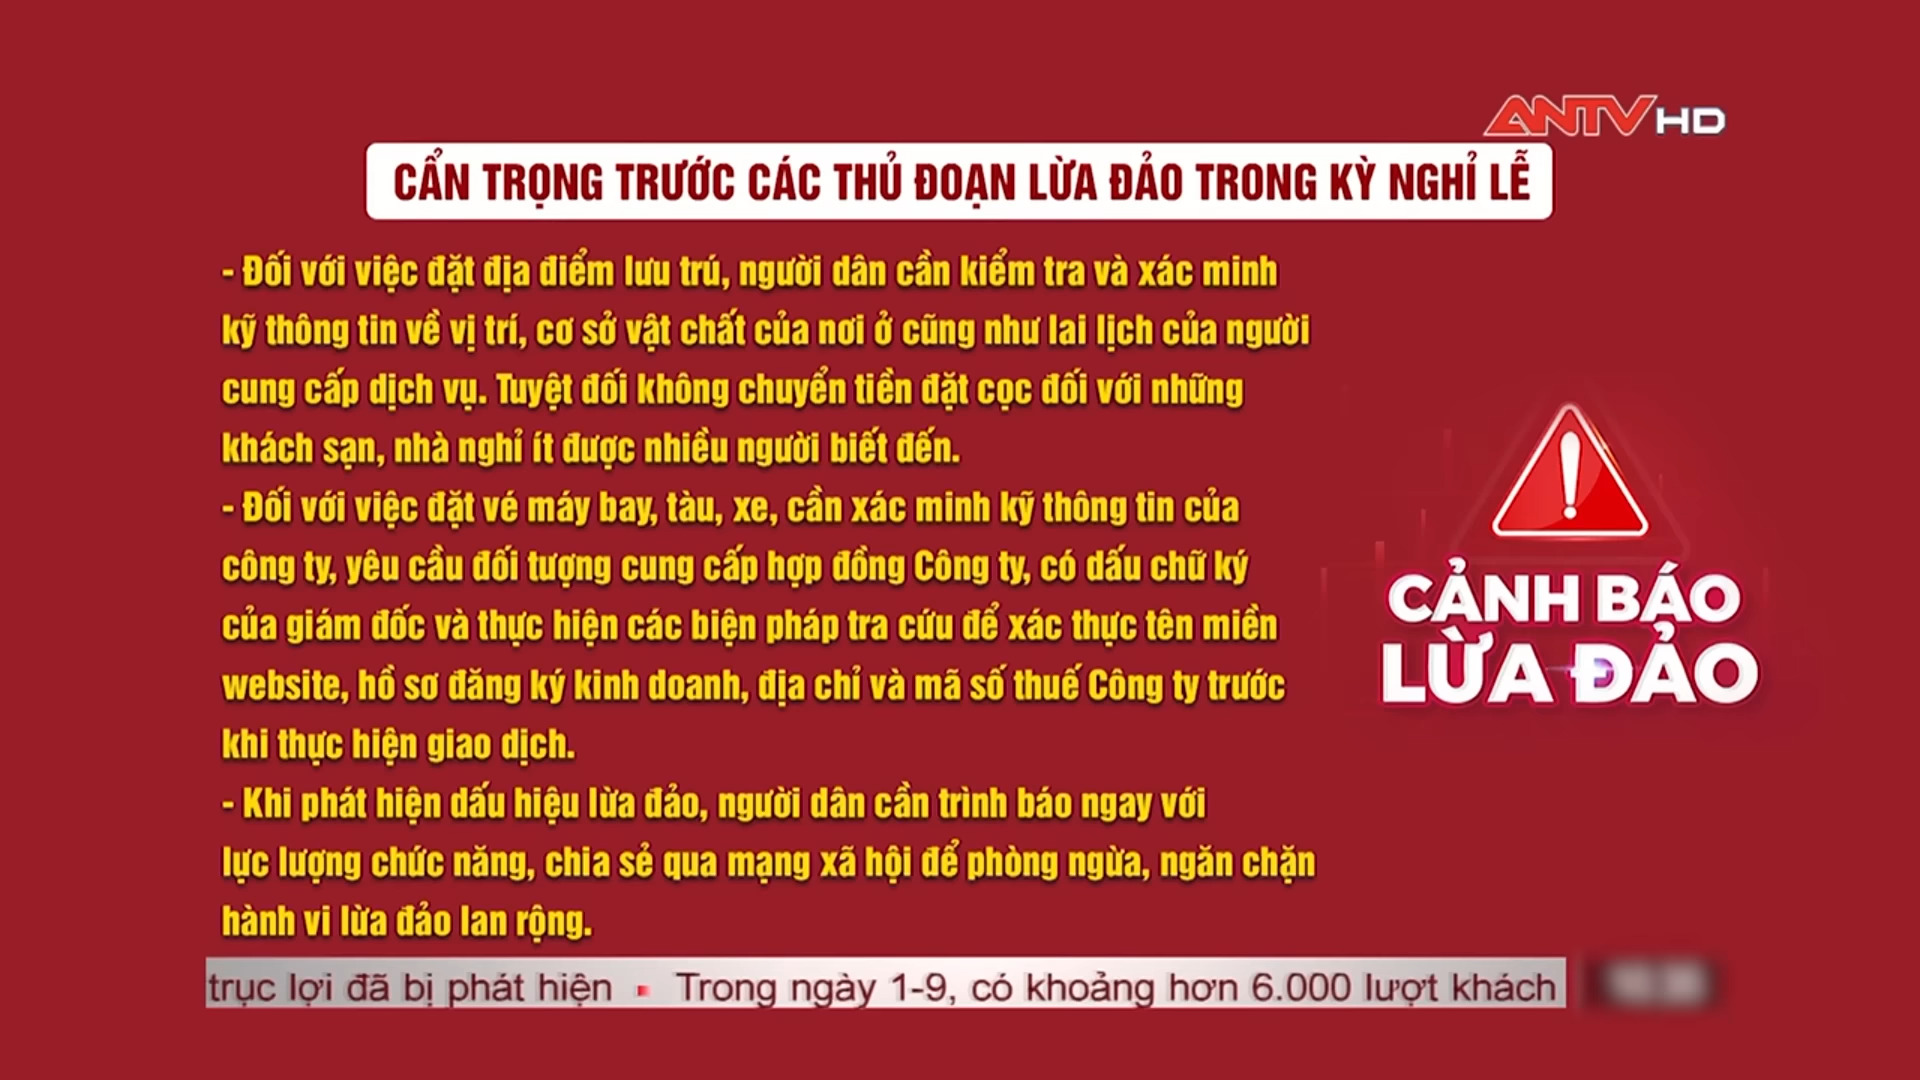 ANTV HD
CẨN TRỌNG TRƯỚC CÁC THỦ ĐOẠN LỪA ĐẢO TRONG KỲ NGHỈ LỄ
- Đối với việc đặt địa điểm lưu trú, người dân cần kiểm tra và xác minh
kỹ thông tin về vị trí, cơ sở vật chất của nơi ở cũng như lai lịch của người
cung cấp dịch vụ. Tuyệt đối không chuyển tiền đặt cọc đối với những
khách sạn, nhà nghỉ ít được nhiều người biết đến.
- Đối với việc đặt vé máy bay, tàu, xe, cần xác minh kỹ thông tin của
công ty, yêu cầu đối tượng cung cấp hợp đồng Công ty, có dấu chữ ký
của giám đốc và thực hiện các biện pháp tra cứu để xác thực tên miền
website, hồ sơ đăng ký kinh doanh, địa chỉ và mã số thuế Công ty trước
khi thực hiện giao dịch.
- Khi phát hiện dấu hiệu lừa đảo, người dân cần trình báo ngay với
lực lượng chức năng, chia sẻ qua mạng xã hội để phòng ngừa, ngăn chặn
hành vi lừa đảo lan rộng.
CẢNH BÁO
LỪA ĐẢO
trục lợi đã bị phát hiện ▪ Trong ngày 1-9, có khoảng hơn 6.000 lượt khách